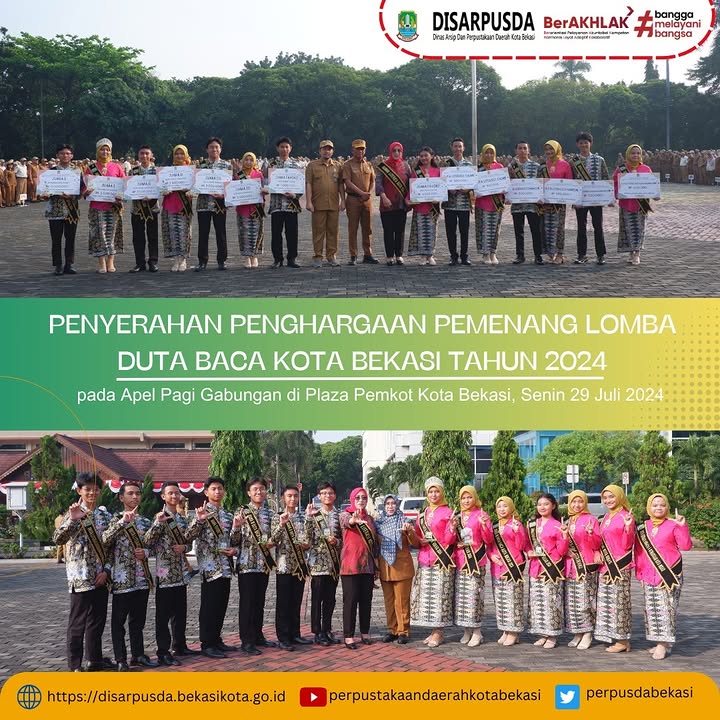 DISARPUSDA
Dinas Arsip Dan Perpustakaan Daerah Kota Bekasi
BerAKHLAK
#bangga
melayani
bangsa
PENYERAHAN PENGHARGAAN PEMENANG LOMBA
DUTA BACA KOTA BEKASI TAHUN 2024
pada Apel Pagi Gabungan di Plaza Pemkot Kota Bekasi, Senin 29 Juli 2024
https://disarpusda.bekasikota.go.id
perpustakaandaerahkotabekasi
perpusdabekasi